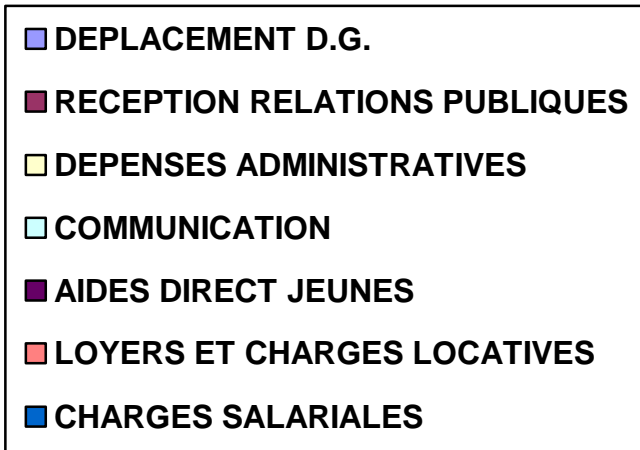 DEPLACEMENT D.G.
RECEPTION RELATIONS PUBLIQUES
DEPENSES ADMINISTRATIVES
COMMUNICATION
AIDES DIRECT JEUNES
LOYERS ET CHARGES LOCATIVES
CHARGES SALARIALES